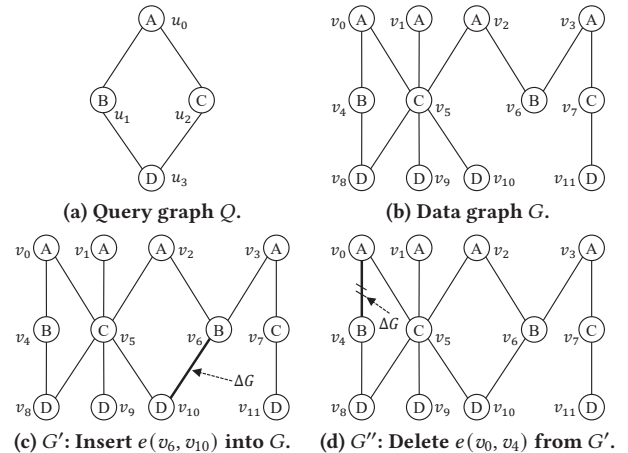 A u₀
B u₁
C u₂
D u₃
(a) Query graph Q.
v₀ A v₁ A A v₂ v₃ A
B v₄ C v₅ v₆ B v₇ C
v₈ D D v₉ D v₁₀ v₁₁ D
(b) Data graph G.
v₀ A v₁ A A v₂ v₃ A
v₄ B C v₅ v₆ B v₇ C
ΔG
v₈ D D v₉ D v₁₀ v₁₁ D
(c) G′: Insert e(v₆, v₁₀) into G.
v₀ A v₁ A A v₂ v₃ A
ΔG
v₄ B C v₅ v₆ B v₇ C
v₈ D D v₉ D v₁₀ v₁₁ D
(d) G″: Delete e(v₀, v₄) from G′.